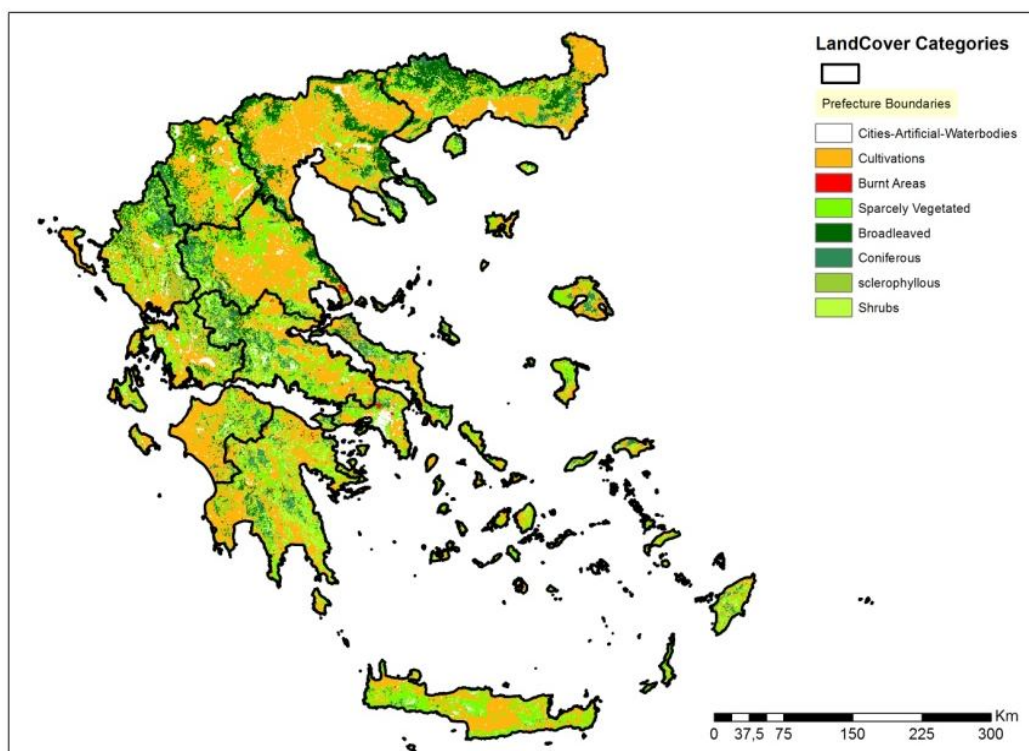 LandCover Categories
Prefecture Boundaries
Cities-Artificial-Waterbodies
Cultivations
Burnt Areas
Sparcely Vegetated
Broadleaved
Coniferous
sclerophyllous
Shrubs
Km
0 37,5 75 150 225 300